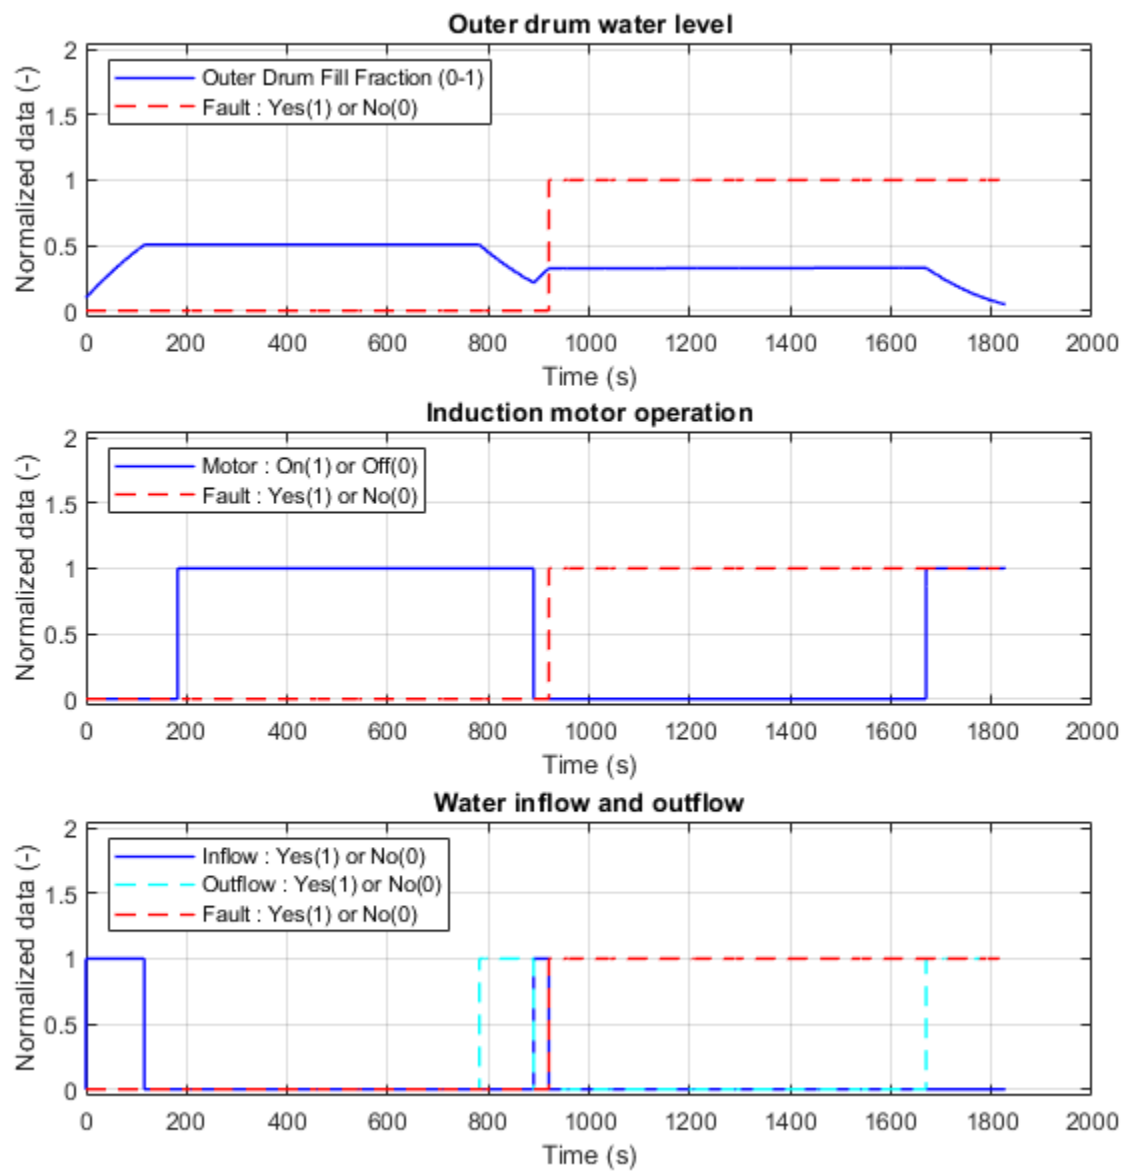 Outer drum water level
Normalized data (-)
2
1.5
1
0.5
0
Outer Drum Fill Fraction (0-1)
Fault : Yes(1) or No(0)
0 200 400 600 800 1000 1200 1400 1600 1800 2000
Time (s)
Induction motor operation
Normalized data (-)
2
1.5
1
0.5
0
Motor : On(1) or Off(0)
Fault : Yes(1) or No(0)
0 200 400 600 800 1000 1200 1400 1600 1800 2000
Time (s)
Water inflow and outflow
Normalized data (-)
2
1.5
1
0.5
0
Inflow : Yes(1) or No(0)
Outflow : Yes(1) or No(0)
Fault : Yes(1) or No(0)
0 200 400 600 800 1000 1200 1400 1600 1800 2000
Time (s)